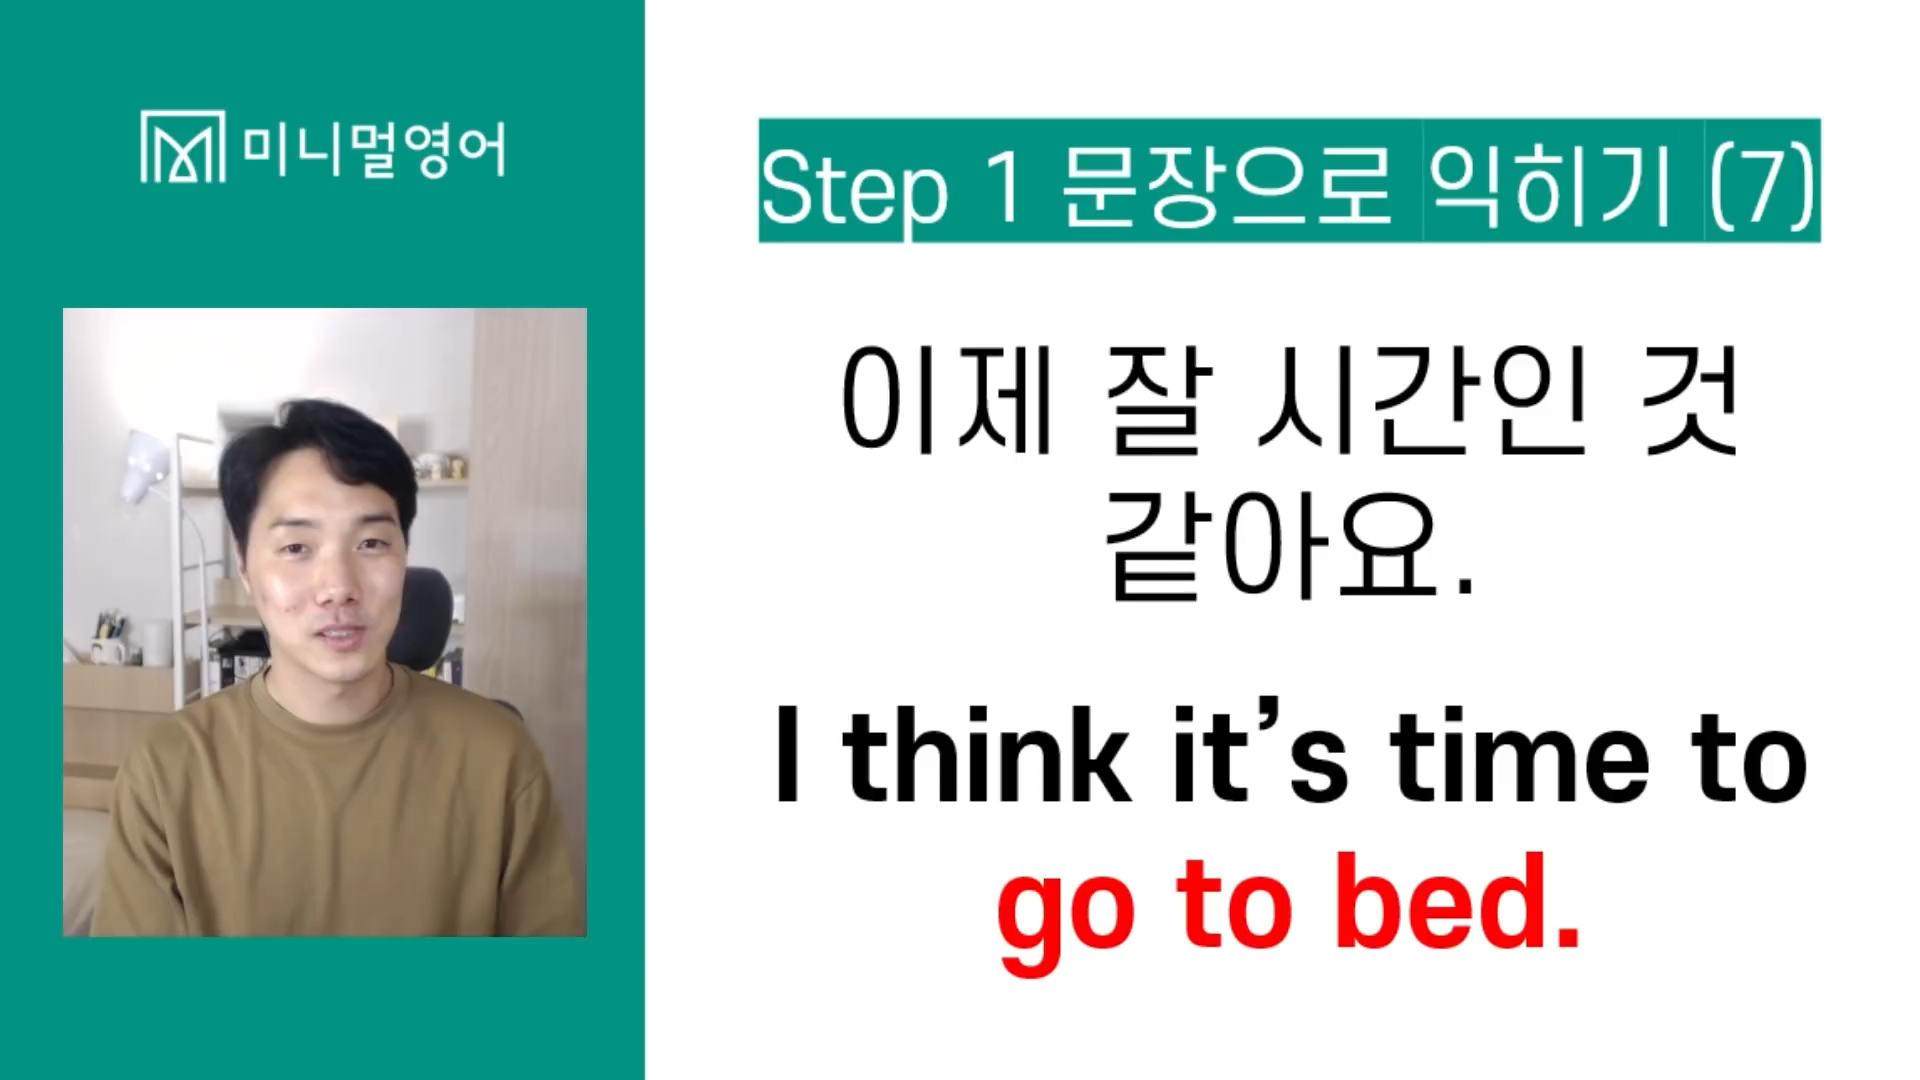 미니멀영어
Step 1 문장으로 익히기 (7)
이제 잘 시간인 것
같아요.
I think it’s time to
go to bed.